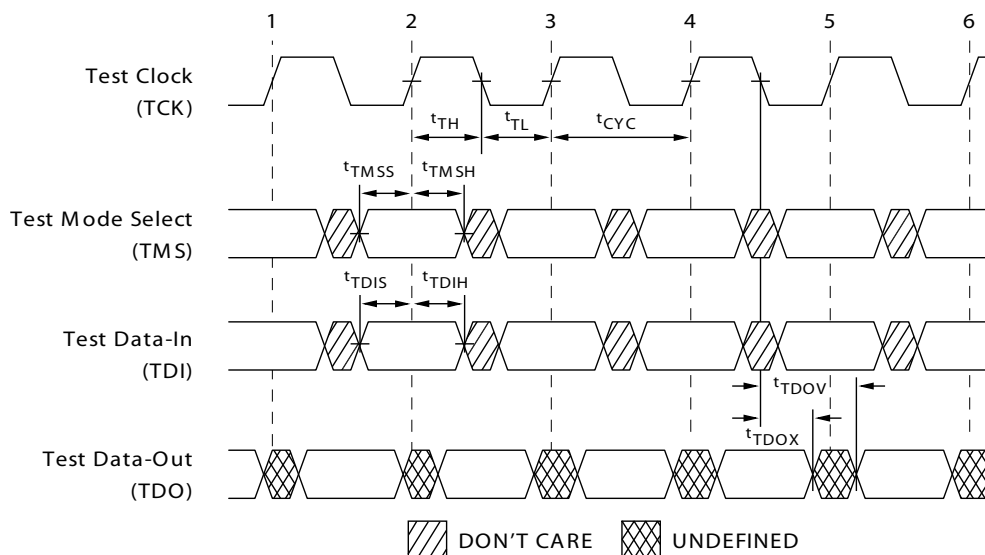 1 2 3 4 5 6
Test Clock
(TCK)
tTH tTL tCYC
tTMSS tTMSH
Test Mode Select
(TMS)
tTDIS tTDIH
Test Data-In
(TDI)
tTDOV
tTDOX
Test Data-Out
(TDO)
DON'T CARE UNDEFINED